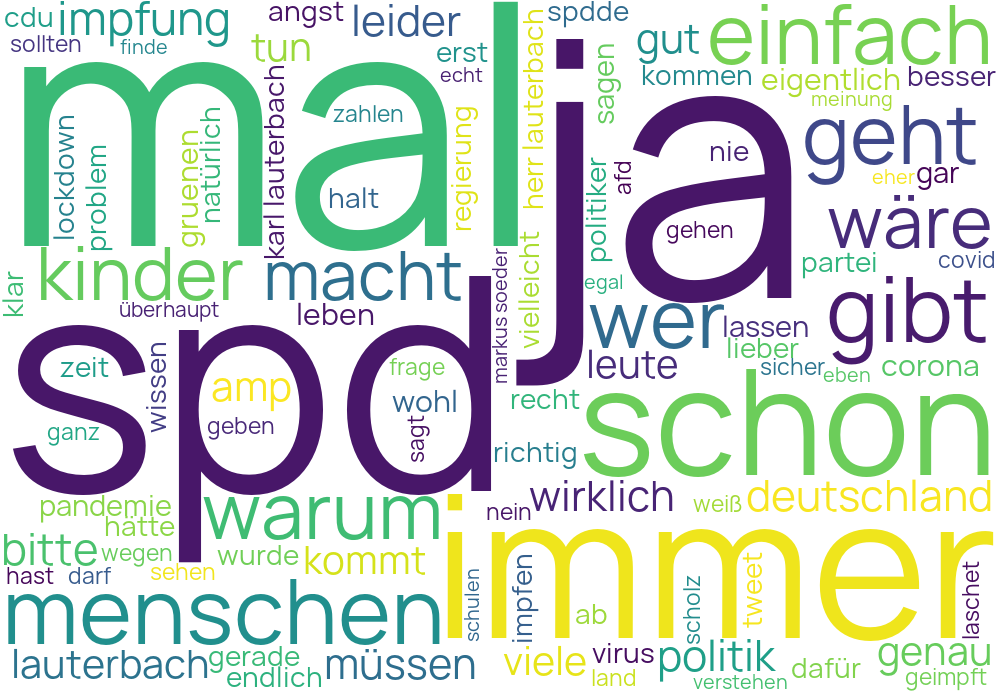 cdu
impfung
angst
leider
spdde
gut
einfach
sollten
finde
tun
erst
echt
kommen
eigentlich
besser
meinung
mal
ja
zahlen
halt
lockdown
problem
gruenen
natürlich
karl lauterbach
regierung
herr lauterbach
sagen
politiker
afd
nie
gehen
geht
eher
gar
wäre
partei
covid
klar
kinder
macht
überhaupt
leben
markus soeder
vielleicht
egal
wer
lassen
gibt
leute
lieber
sicher
eben
corona
spd
zeit
ganz
wissen
amp
geben
frage
wohl
sagt
recht
richtig
schon
pandemie
hätte
warum
nein
wirklich
weiß
deutschland
bitte
wegen
wurde
kommt
immer
hast
darf
sehen
menschen
schulen
impfen
ab
scholz
tweet
laschet
lauterbach
gerade
endlich
müssen
viele
virus
land
politik
verstehen
dafür
genau
geimpft